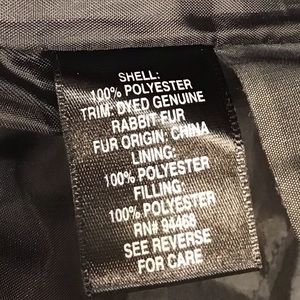 SHELL:
100% POLYESTER
TRIM: DYED GENUINE
RABBIT FUR
FUR ORIGIN: CHINA
LINING:
100% POLYESTER
FILLING:
100% POLYESTER
RN# 94468
SEE REVERSE
FOR CARE